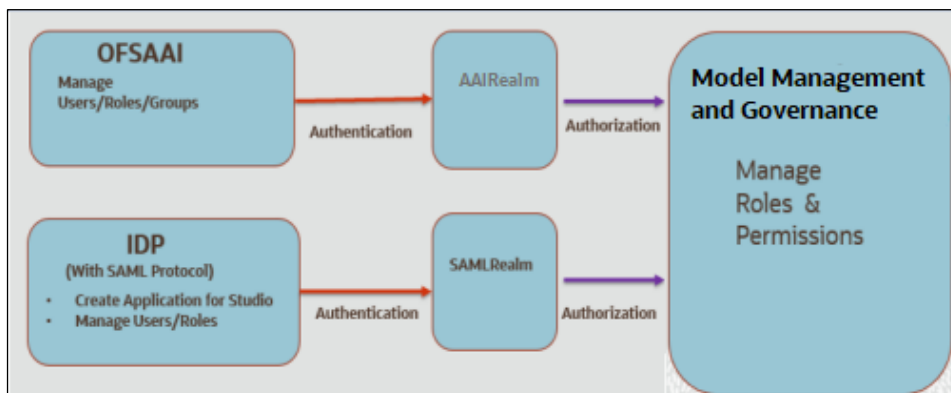 OFSAAI
Manage
Users/Roles/Groups
Authentication
AAIRealm
Authorization
Model Management
and Governance
Manage
Roles &
Permissions
IDP
(With SAML Protocol)
• Create Application for Studio
• Manage Users/Roles
Authentication
SAMLRealm
Authorization